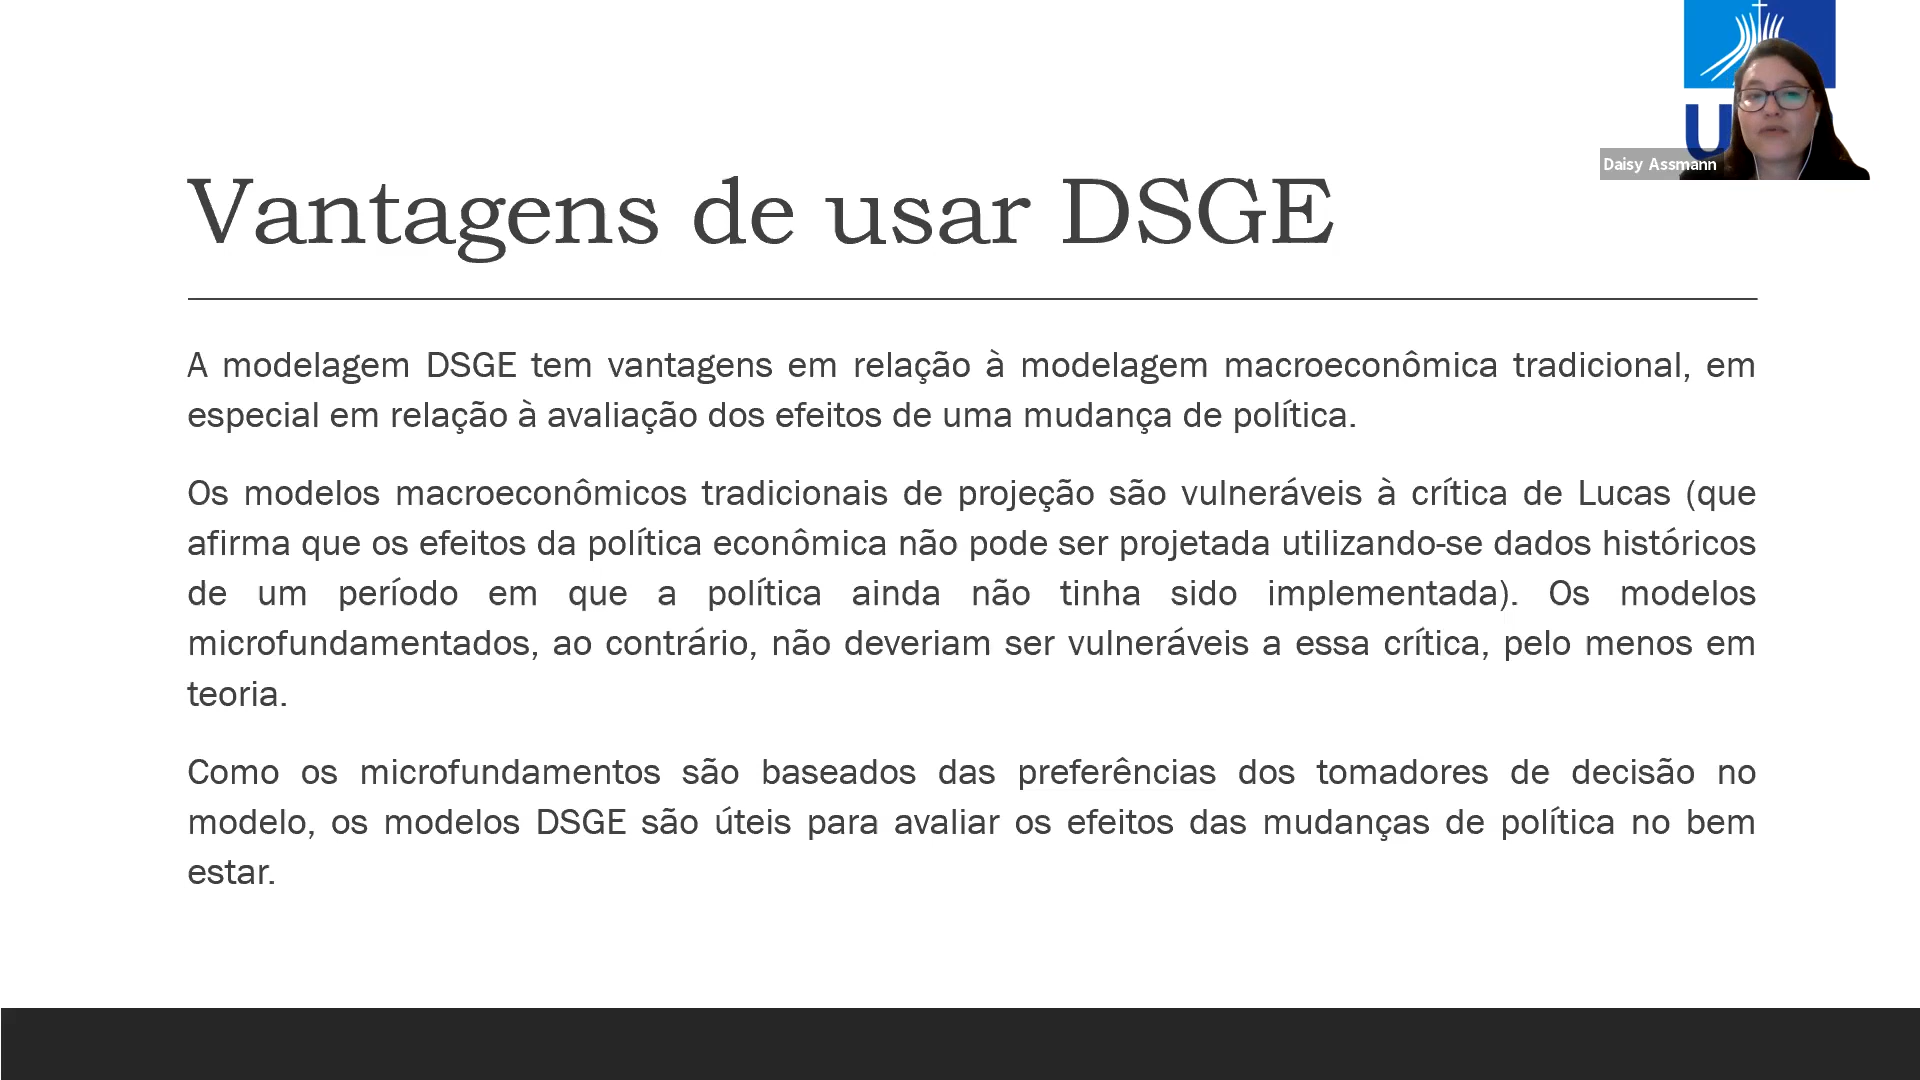 U
Daisy Assmann
Vantagens de usar DSGE
A modelagem DSGE tem vantagens em relação à modelagem macroeconômica tradicional, em
especial em relação à avaliação dos efeitos de uma mudança de política.
Os modelos macroeconômicos tradicionais de projeção são vulneráveis à crítica de Lucas (que
afirma que os efeitos da política econômica não pode ser projetada utilizando-se dados históricos
de um período em que a política ainda não tinha sido implementada). Os modelos
microfundamentados, ao contrário, não deveriam ser vulneráveis a essa crítica, pelo menos em
teoria.
Como os microfundamentos são baseados das preferências dos tomadores de decisão no
modelo, os modelos DSGE são úteis para avaliar os efeitos das mudanças de política no bem
estar.